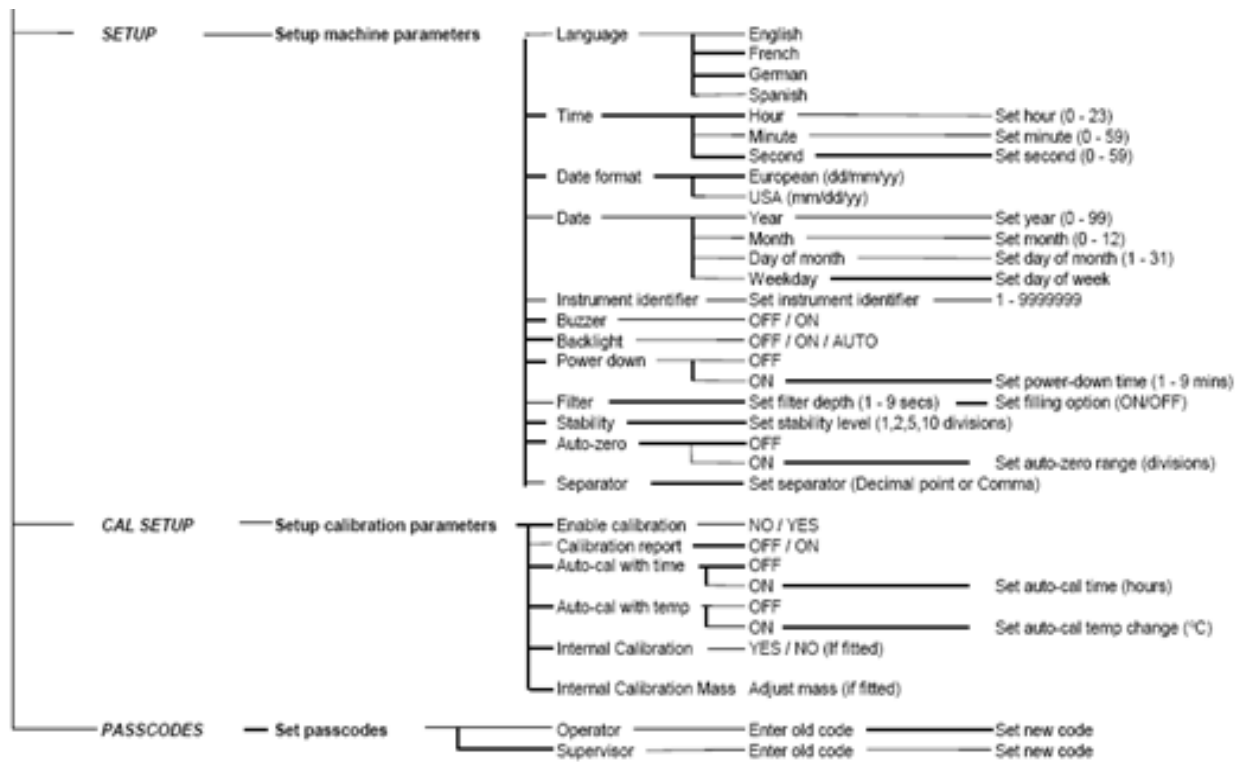 SETUP Setup machine parameters Language English
French
German
Spanish
Time Hour Set hour (0 - 23)
Minute Set minute (0 - 59)
Second Set second (0 - 59)
Date format European (dd/mm/yy)
USA (mm/dd/yy)
Date Year Set year (0 - 99)
Month Set month (0 - 12)
Day of month Set day of month (1 - 31)
Weekday Set day of week
Instrument identifier Set instrument identifier 1 - 9999999
Buzzer OFF / ON
Backlight OFF / ON / AUTO
Power down OFF
ON Set power-down time (1 - 9 mins)
Filter Set filter depth (1 - 9 secs) Set filling option (ON/OFF)
Stability Set stability level (1,2,5,10 divisions)
Auto-zero OFF
ON Set auto-zero range (divisions)
Separator Set separator (Decimal point or Comma)
CAL SETUP Setup calibration parameters Enable calibration NO / YES
Calibration report OFF / ON
Auto-cal with time OFF
ON Set auto-cal time (hours)
Auto-cal with temp OFF
ON Set auto-cal temp change (°C)
Internal Calibration YES / NO (If fitted)
Internal Calibration Mass Adjust mass (if fitted)
PASSCODES Set passcodes Operator Enter old code Set new code
Supervisor Enter old code Set new code